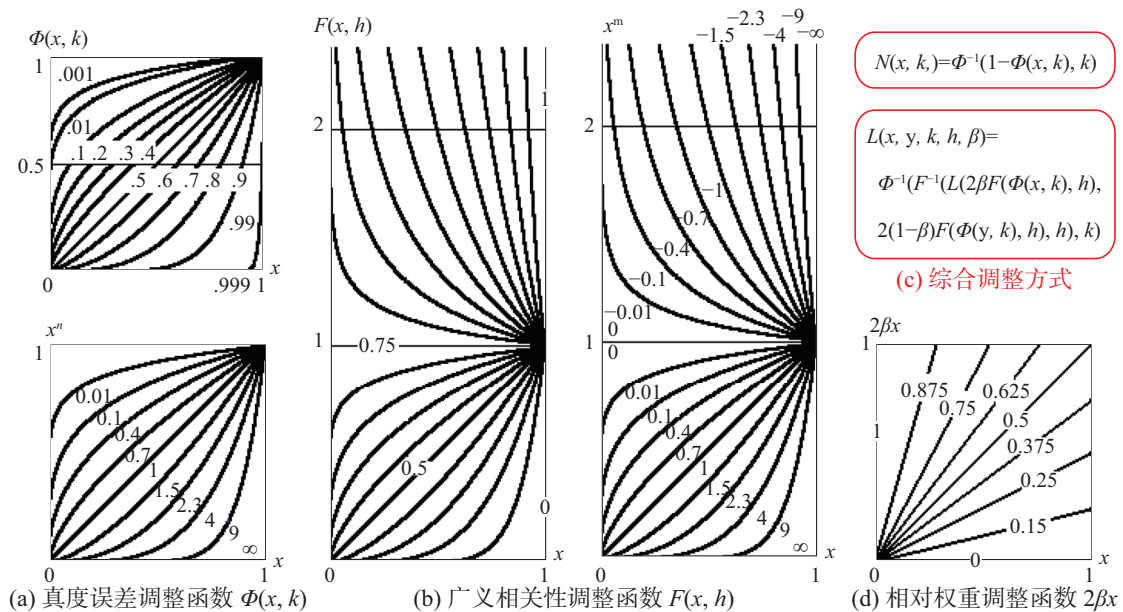 Φ(x, k)
1
.001
.01
.1 .2 .3 .4
0.5
.5 .6 .7 .8 .9
.99
0 .999 1 x
xⁿ
1
0.01
0.1
0.4
0.7
1
1.5
2.3
4
9
∞
0 1 x
(a) 真度误差调整函数 Φ(x, k)
F(x, h)
1
2
1
0.75
0.5
0
0 1 x
xᵐ
−2.3 −9
−1.5 −4 −∞
2
−1
−0.7
−0.4
−0.1
−0.01
0
1
0
0.01
0.1
0.4
0.7
1
1.5
2.3
4
9
∞
0 1 x
(b) 广义相关性调整函数 F(x, h)
N(x, k,)=Φ⁻¹(1−Φ(x, k), k)
L(x, y, k, h, β)=
Φ⁻¹(F⁻¹(L(2βF(Φ(x, k), h),
2(1−β)F(Φ(y, k), h), h), k)
(c) 综合调整方式
2βx
1
0.875
0.75
0.625
0.5
1
0.375
0.25
0.15
0
0 1 x
(d) 相对权重调整函数 2βx